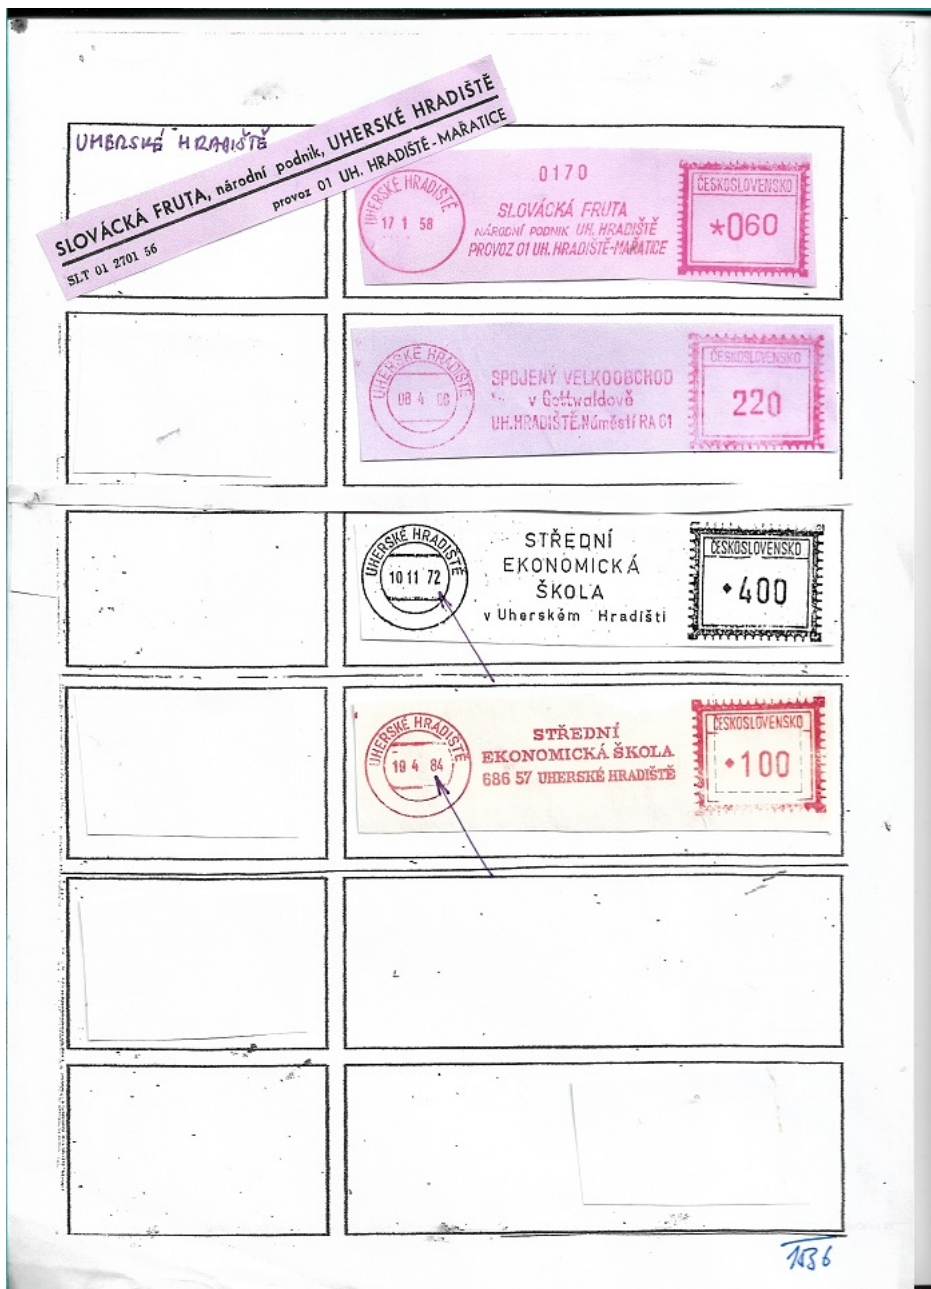 UHERSKÉ HRADIŠTĚ
SLOVÁCKÁ FRUTA, národní podnik, UHERSKÉ HRADIŠTĚ
provoz 01 UH. HRADIŠTĚ - MAŘATICE
SLT 01 2701 56
UHERSKÉ HRADIŠTĚ
17 1 58
0170
SLOVÁCKÁ FRUTA
NÁRODNÍ PODNIK UH. HRADIŠTĚ
PROVOZ 01 UH. HRADIŠTĚ-MAŘATICE
ČESKOSLOVENSKO
*060
UHERSKÉ HRADIŠTĚ
08 4
SPOJENÝ VELKOOBCHOD
v Gottwaldově
UH.HRADIŠTĚ.Náměstí RA 61
ČESKOSLOVENSKO
220
UHERSKÉ HRADIŠTĚ
10 11 72
STŘEDNÍ
EKONOMICKÁ
ŠKOLA
v Uherském Hradišti
ČESKOSLOVENSKO
*400
UHERSKÉ HRADIŠTĚ
19 4 84
STŘEDNÍ
EKONOMICKÁ ŠKOLA
686 57 UHERSKÉ HRADIŠTĚ
ČESKOSLOVENSKO
*100
1536